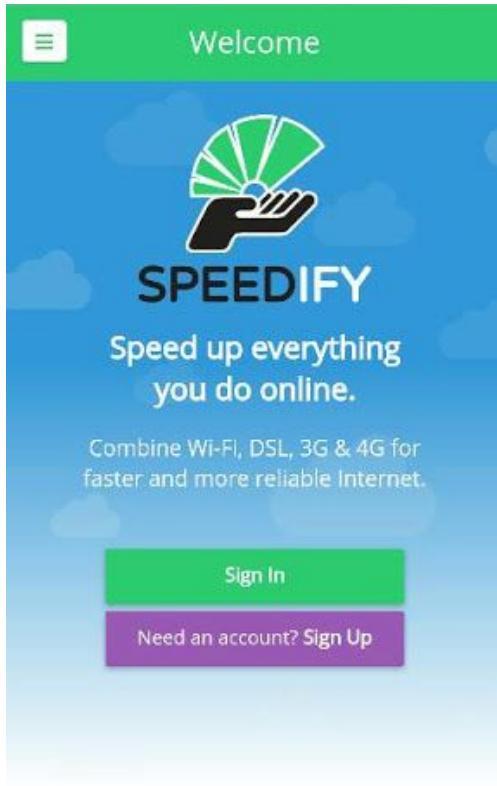 Welcome
SPEEDIFY
Speed up everything
you do online.
Combine Wi-Fi, DSL, 3G & 4G for
faster and more reliable Internet.
Sign In
Need an account? Sign Up